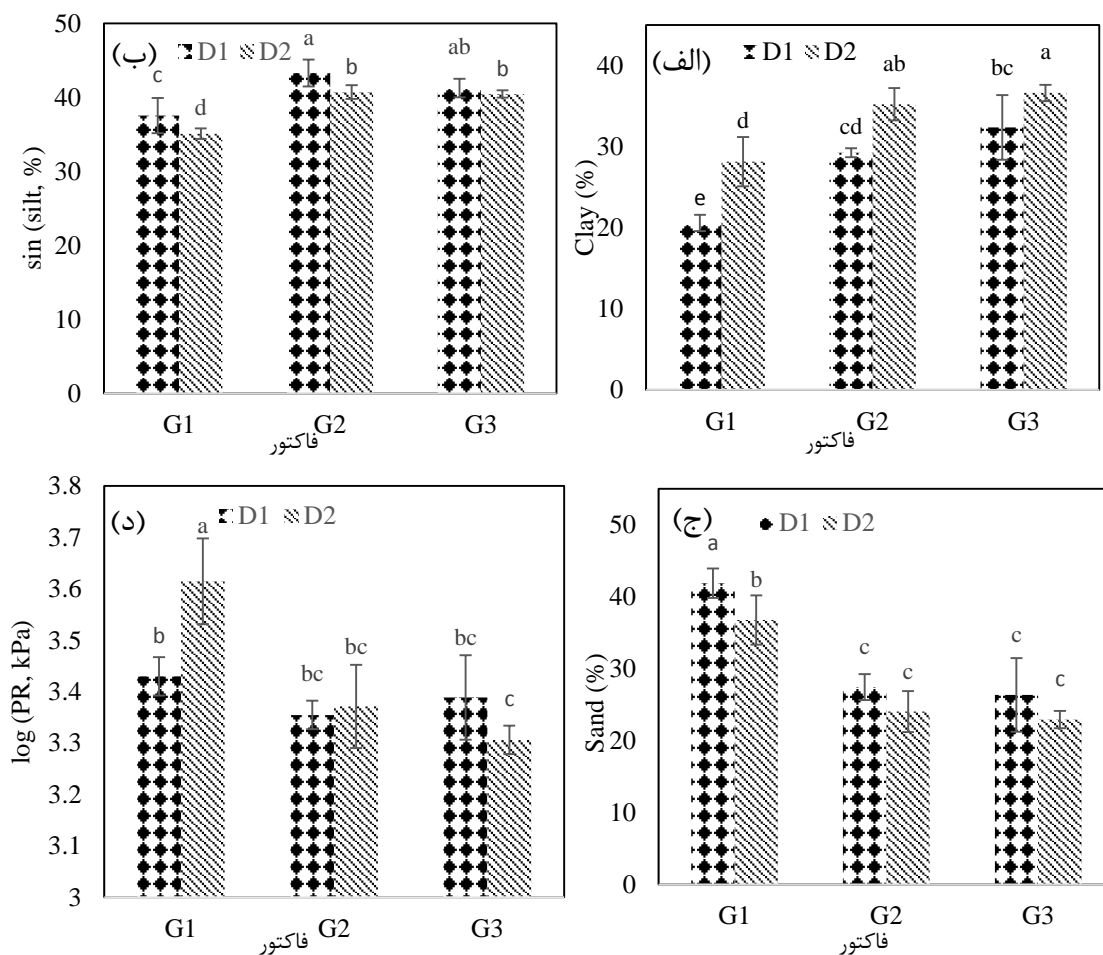 (ب)
D1 D2
50
40
30
20
10
0
sin (silt, %)
c d a b ab b
G1 G2 G3
فاکتور
(الف)
D1 D2
40
30
20
10
0
Clay (%)
e d cd ab bc a
G1 G2 G3
فاکتور
(د)
D1 D2
3.8
3.7
3.6
3.5
3.4
3.3
3.2
3.1
3
log (PR, kPa)
b a bc bc bc c
G1 G2 G3
فاکتور
(ج)
D1 D2
50
40
30
20
10
0
Sand (%)
a b c c c c
G1 G2 G3
فاکتور